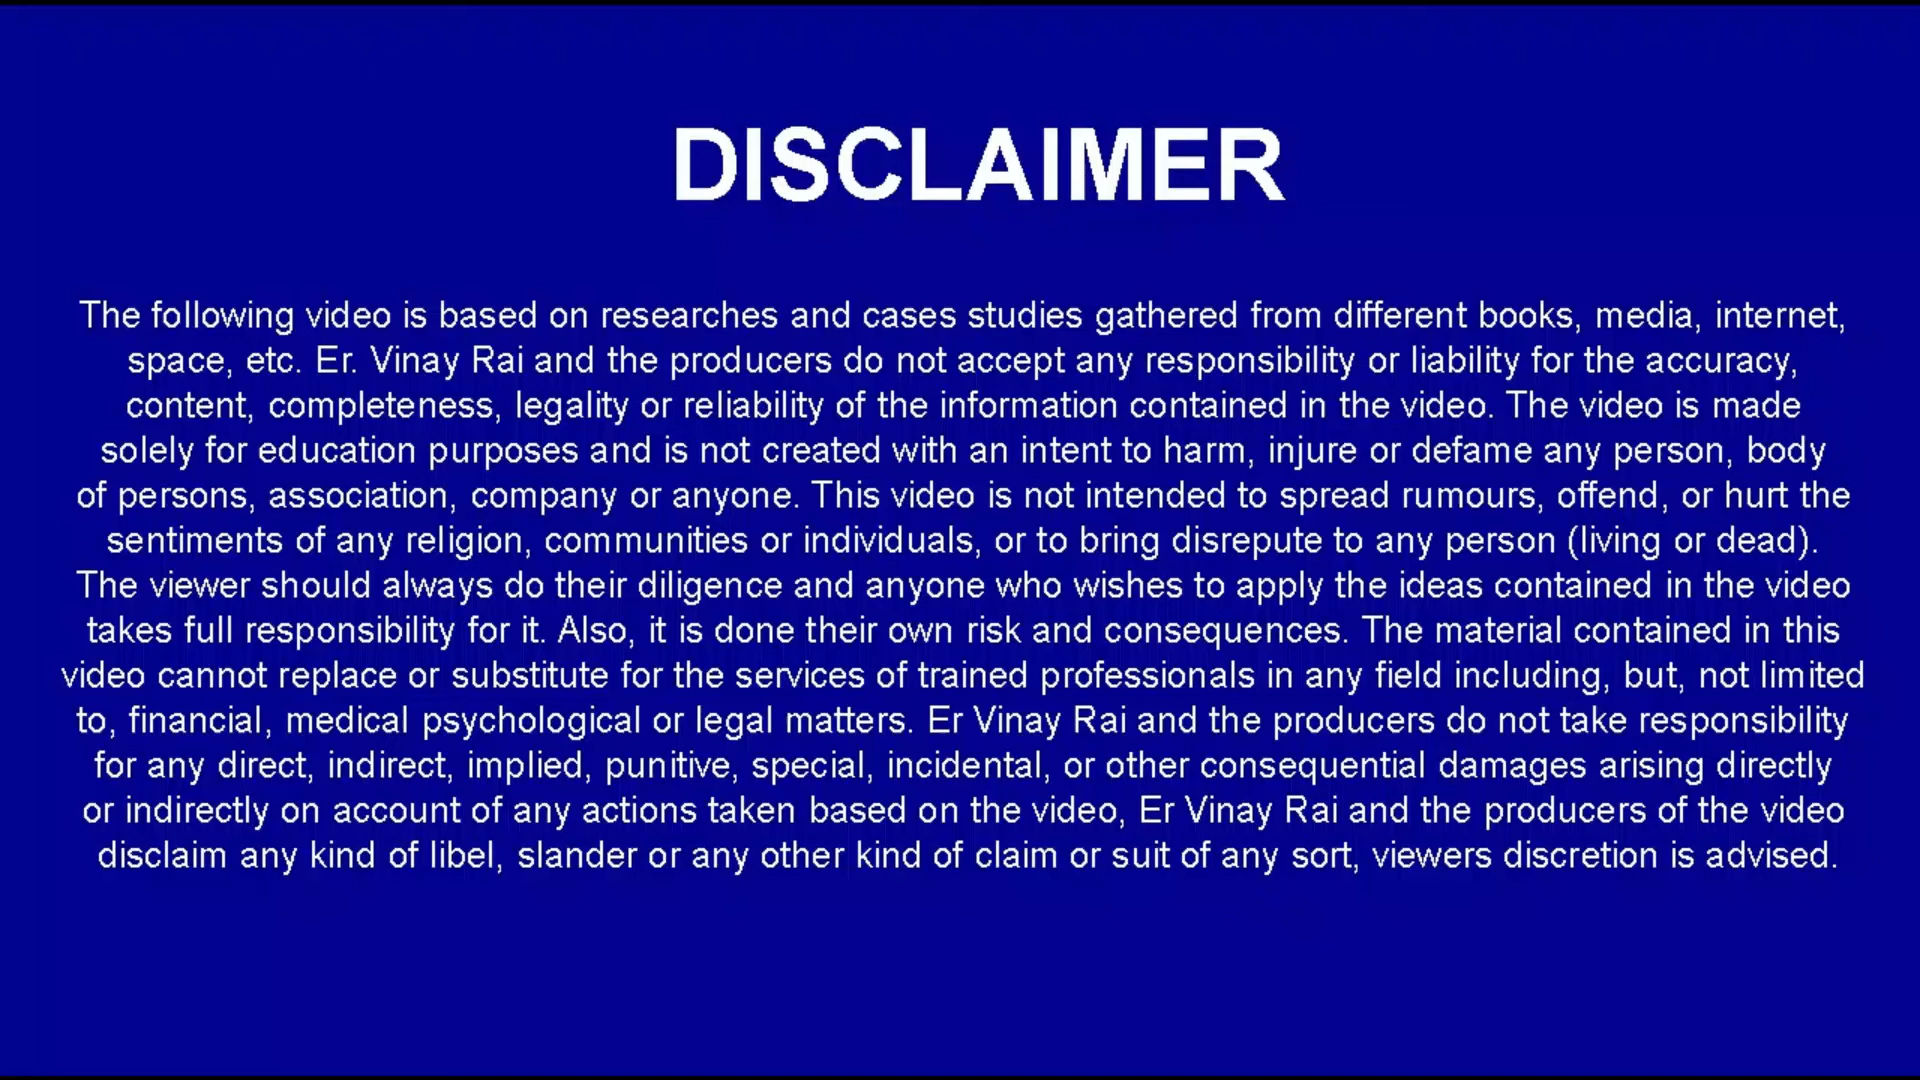 DISCLAIMER
The following video is based on researches and cases studies gathered from different books, media, internet,
space, etc. Er. Vinay Rai and the producers do not accept any responsibility or liability for the accuracy,
content, completeness, legality or reliability of the information contained in the video. The video is made
solely for education purposes and is not created with an intent to harm, injure or defame any person, body
of persons, association, company or anyone. This video is not intended to spread rumours, offend, or hurt the
sentiments of any religion, communities or individuals, or to bring disrepute to any person (living or dead).
The viewer should always do their diligence and anyone who wishes to apply the ideas contained in the video
takes full responsibility for it. Also, it is done their own risk and consequences. The material contained in this
video cannot replace or substitute for the services of trained professionals in any field including, but, not limited
to, financial, medical psychological or legal matters. Er Vinay Rai and the producers do not take responsibility
for any direct, indirect, implied, punitive, special, incidental, or other consequential damages arising directly
or indirectly on account of any actions taken based on the video, Er Vinay Rai and the producers of the video
disclaim any kind of libel, slander or any other kind of claim or suit of any sort, viewers discretion is advised.